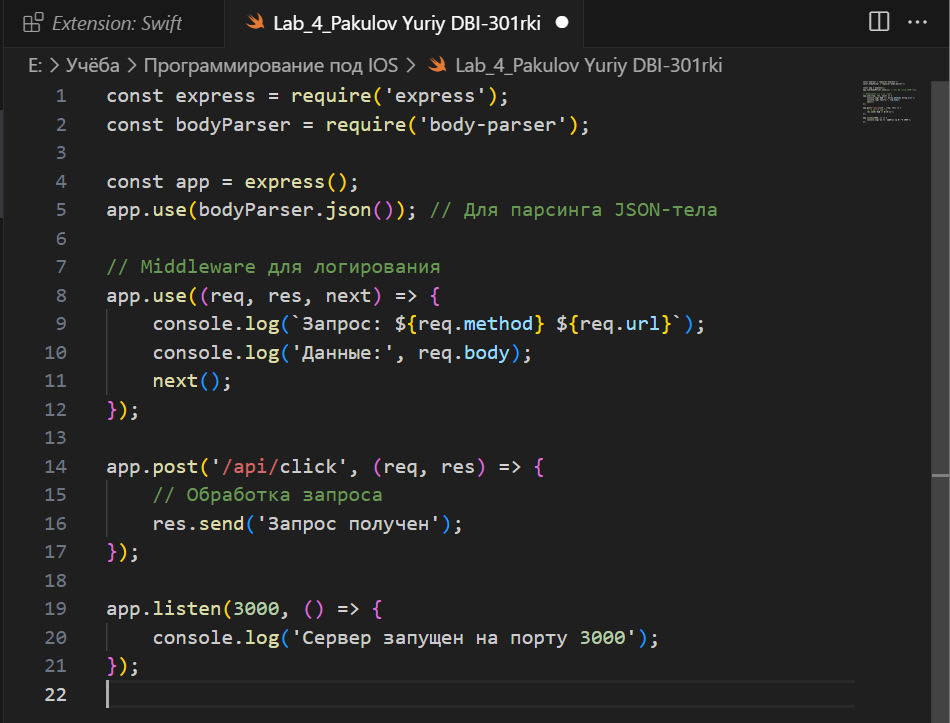 Extension: Swift
Lab_4_Pakulov Yuriy DBI-301rki
E: > Учёба > Программирование под IOS > Lab_4_Pakulov Yuriy DBI-301rki
1 const express = require('express');
2 const bodyParser = require('body-parser');
3
4 const app = express();
5 app.use(bodyParser.json()); // Для парсинга JSON-тела
6
7 // Middleware для логирования
8 app.use((req, res, next) => {
9 console.log(`Запрос: ${req.method} ${req.url}`);
10 console.log('Данные:', req.body);
11 next();
12 });
13
14 app.post('/api/click', (req, res) => {
15 // Обработка запроса
16 res.send('Запрос получен');
17 });
18
19 app.listen(3000, () => {
20 console.log('Сервер запущен на порту 3000');
21 });
22